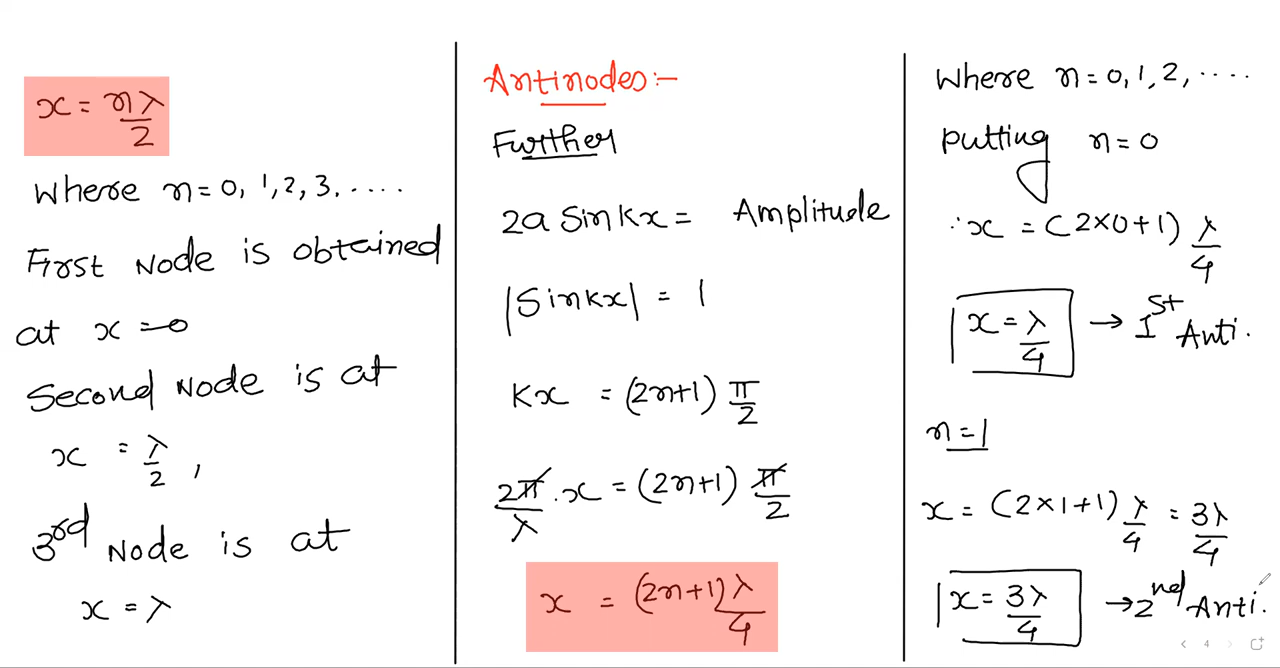 x = nλ/2
Where n = 0, 1, 2, 3, ....
First Node is obtained
at x = 0
Second Node is at
x = λ/2,
3rd Node is at
x = λ
Antinodes:-
Further
2a Sin Kx = Amplitude
|Sin Kx| = 1
Kx = (2n+1) π/2
2π/λ . x = (2n+1) π/2
x = (2n+1) λ/4
Where n = 0, 1, 2, ....
Putting n = 0
∴ x = (2×0+1) λ/4
x = λ/4 → 1st Anti.
n = 1
x = (2×1+1) λ/4 = 3λ/4
x = 3λ/4 → 2nd Anti.
< 4 >